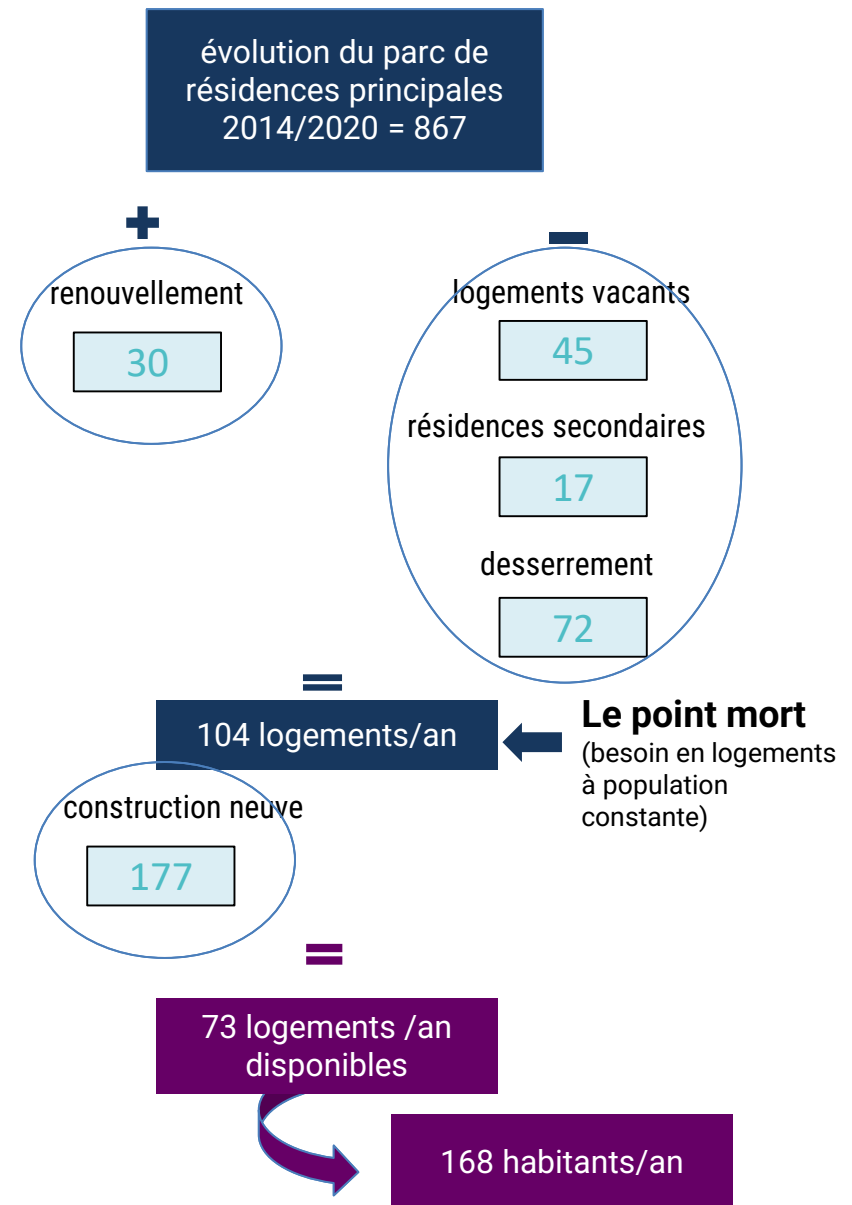 évolution du parc de
résidences principales
2014/2020 = 867
+
renouvellement
30
–
logements vacants
45
résidences secondaires
17
desserrement
72
=
104 logements/an
Le point mort
(besoin en logements
à population
constante)
construction neuve
177
=
73 logements /an
disponibles
168 habitants/an